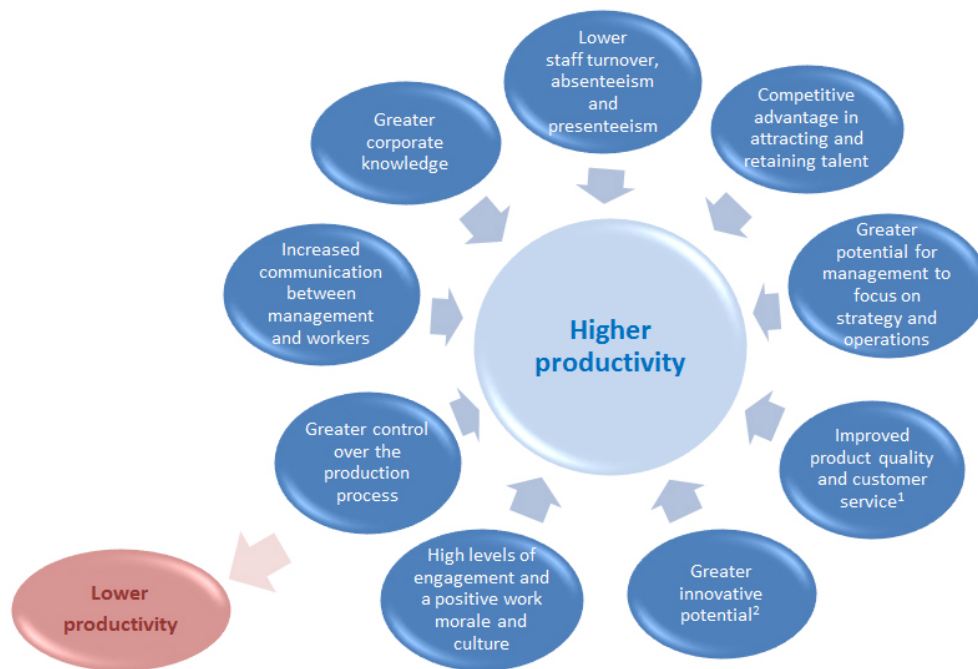 Lower
staff turnover,
absenteeism
and
presenteeism
Competitive
advantage in
attracting and
retaining talent
Greater
potential for
management to
focus on
strategy and
operations
Improved
product quality
and customer
service¹
Greater
innovative
potential²
High levels of
engagement and
a positive work
morale and
culture
Greater control
over the
production
process
Increased
communication
between
management
and workers
Greater
corporate
knowledge
Higher
productivity
Lower
productivity